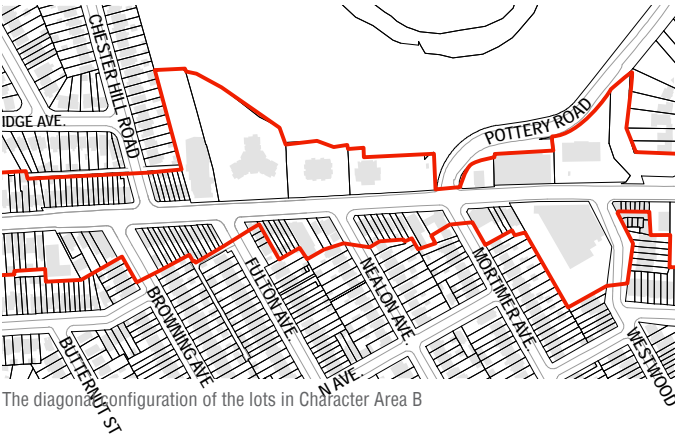 CHESTER HILL ROAD
IDGE AVE.
POTTERY ROAD
BROWNING AVE
FULTON AVE.
NEALON AVE.
MORTIMER AVE
WESTWOOD
N AVE.
BUTTERNUT ST
The diagonal configuration of the lots in Character Area B